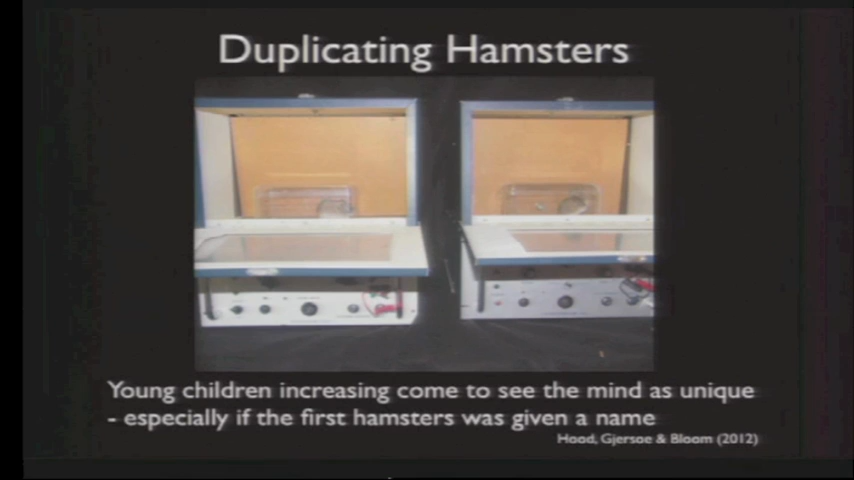 Duplicating Hamsters
Young children increasing come to see the mind as unique
- especially if the first hamsters was given a name
Hood, Gjersoe & Bloom (2012)